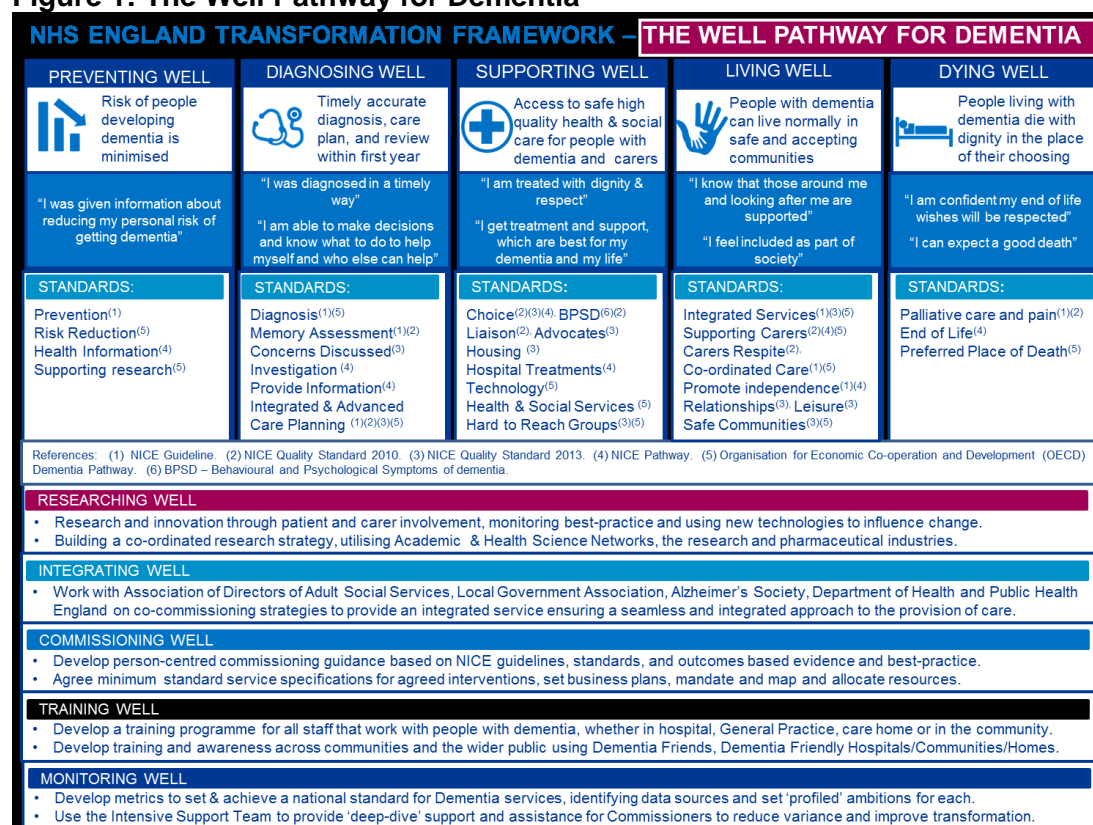 Figure 1: The Well Pathway for Dementia
NHS ENGLAND TRANSFORMATION FRAMEWORK – THE WELL PATHWAY FOR DEMENTIA
PREVENTING WELL
Risk of people
developing
dementia is
minimised
“I was given information about
reducing my personal risk of
getting dementia”
STANDARDS:
Prevention(1)
Risk Reduction(5)
Health Information(4)
Supporting research(5)
DIAGNOSING WELL
Timely accurate
diagnosis, care
plan, and review
within first year
“I was diagnosed in a timely
way”
“I am able to make decisions
and know what to do to help
myself and who else can help”
STANDARDS:
Diagnosis(1)(5)
Memory Assessment(1)(2)
Concerns Discussed(3)
Investigation (4)
Provide Information(4)
Integrated & Advanced
Care Planning (1)(2)(3)(5)
SUPPORTING WELL
Access to safe high
quality health & social
care for people with
dementia and carers
“I am treated with dignity &
respect”
“I get treatment and support,
which are best for my
dementia and my life”
STANDARDS:
Choice(2)(3)(4), BPSD(6)(2)
Liaison(2), Advocates(3)
Housing (3)
Hospital Treatments(4)
Technology(5)
Health & Social Services (5)
Hard to Reach Groups(3)(5)
LIVING WELL
People with dementia
can live normally in
safe and accepting
communities
“I know that those around me
and looking after me are
supported”
“I feel included as part of
society”
STANDARDS:
Integrated Services(1)(3)(5)
Supporting Carers(2)(4)(5)
Carers Respite(2),
Co-ordinated Care(1)(5)
Promote independence(1)(4)
Relationships(3), Leisure(3)
Safe Communities(3)(5)
DYING WELL
People living with
dementia die with
dignity in the place
of their choosing
“I am confident my end of life
wishes will be respected”
“I can expect a good death”
STANDARDS:
Palliative care and pain(1)(2)
End of Life(4)
Preferred Place of Death(5)
References: (1) NICE Guideline. (2) NICE Quality Standard 2010. (3) NICE Quality Standard 2013. (4) NICE Pathway. (5) Organisation for Economic Co-operation and Development (OECD)
Dementia Pathway. (6) BPSD – Behavioural and Psychological Symptoms of dementia.
RESEARCHING WELL
• Research and innovation through patient and carer involvement, monitoring best-practice and using new technologies to influence change.
• Building a co-ordinated research strategy, utilising Academic & Health Science Networks, the research and pharmaceutical industries.
INTEGRATING WELL
• Work with Association of Directors of Adult Social Services, Local Government Association, Alzheimer’s Society, Department of Health and Public Health
England on co-commissioning strategies to provide an integrated service ensuring a seamless and integrated approach to the provision of care.
COMMISSIONING WELL
• Develop person-centred commissioning guidance based on NICE guidelines, standards, and outcomes based evidence and best-practice.
• Agree minimum standard service specifications for agreed interventions, set business plans, mandate and map and allocate resources.
TRAINING WELL
• Develop a training programme for all staff that work with people with dementia, whether in hospital, General Practice, care home or in the community.
• Develop training and awareness across communities and the wider public using Dementia Friends, Dementia Friendly Hospitals/Communities/Homes.
MONITORING WELL
• Develop metrics to set & achieve a national standard for Dementia services, identifying data sources and set ‘profiled’ ambitions for each.
• Use the Intensive Support Team to provide ‘deep-dive’ support and assistance for Commissioners to reduce variance and improve transformation.